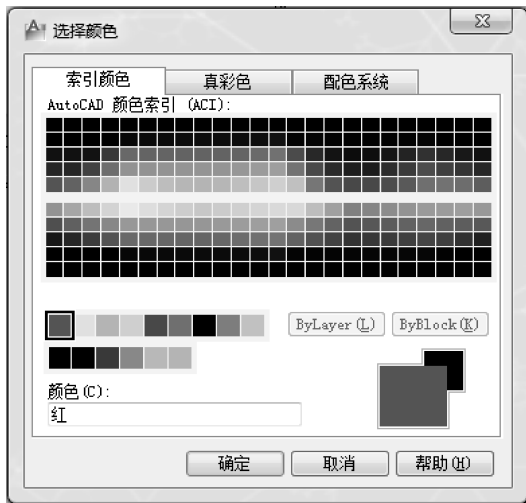 选择颜色
索引颜色 真彩色 配色系统
AutoCAD 颜色索引 (ACI):
ByLayer(L) ByBlock(K)
颜色(C):
红
确定 取消 帮助(H)